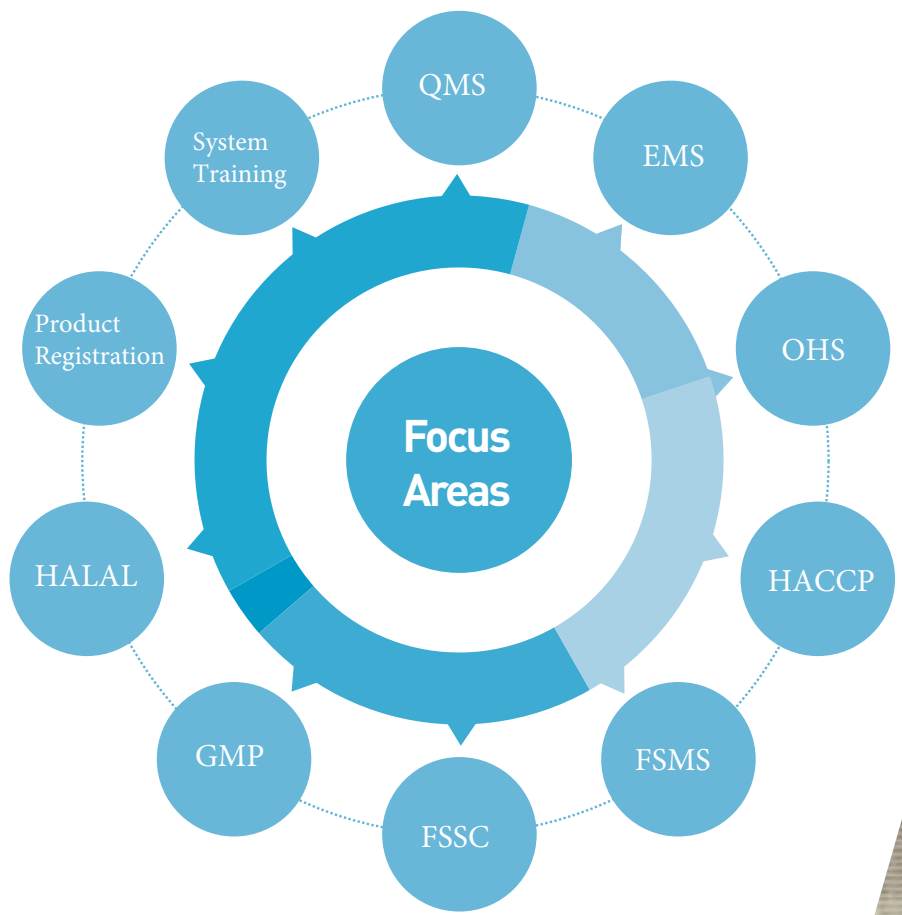 QMS
EMS
OHS
HACCP
FSMS
FSSC
GMP
HALAL
Product
Registration
System
Training
Focus
Areas